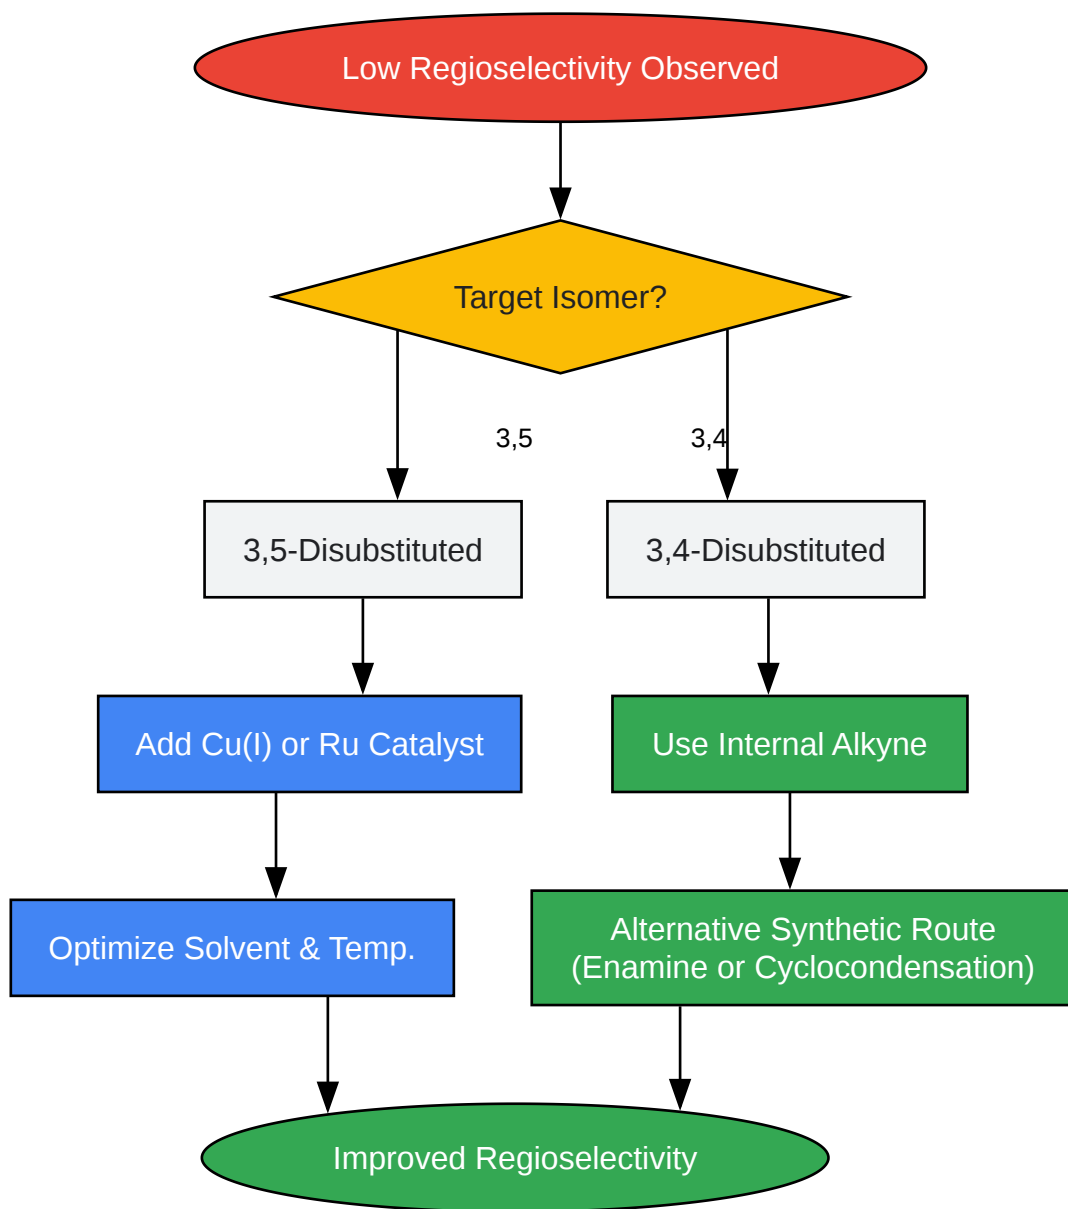 Low Regioselectivity Observed
Target Isomer?
3,5
3,4
3,5-Disubstituted
3,4-Disubstituted
Add Cu(I) or Ru Catalyst
Use Internal Alkyne
Optimize Solvent & Temp.
Alternative Synthetic Route
(Enamine or Cyclocondensation)
Improved Regioselectivity